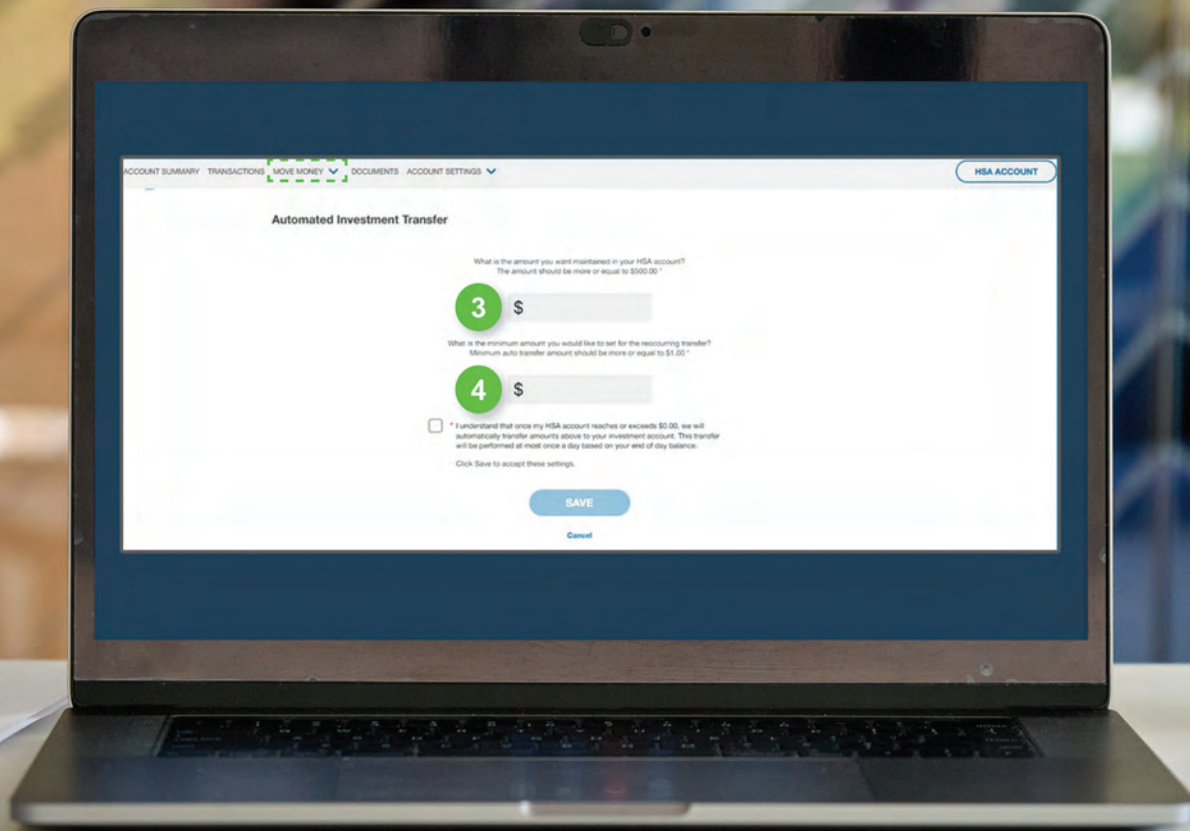 ACCOUNT SUMMARY TRANSACTIONS MOVE MONEY DOCUMENTS ACCOUNT SETTINGS HSA ACCOUNT
Automated Investment Transfer
What is the amount you want maintained in your HSA account?
The amount should be more or equal to $500.00 *
3 $
What is the minimum amount you would like to set for the reoccurring transfer?
Minimum auto transfer amount should be more or equal to $1.00 *
4 $
* I understand that once my HSA account reaches or exceeds $0.00, we will
automatically transfer amounts above to your investment account. This transfer
will be performed at most once a day based on your end of day balance.
Click Save to accept these settings.
SAVE
Cancel